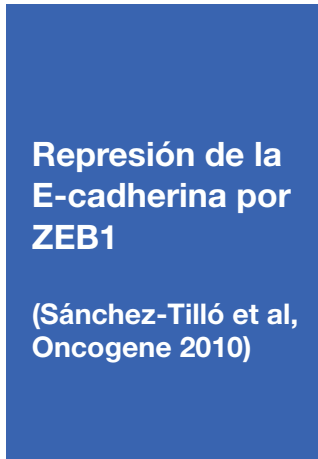 Represión de la
E-cadherina por
ZEB1
(Sánchez-Tilló et al,
Oncogene 2010)